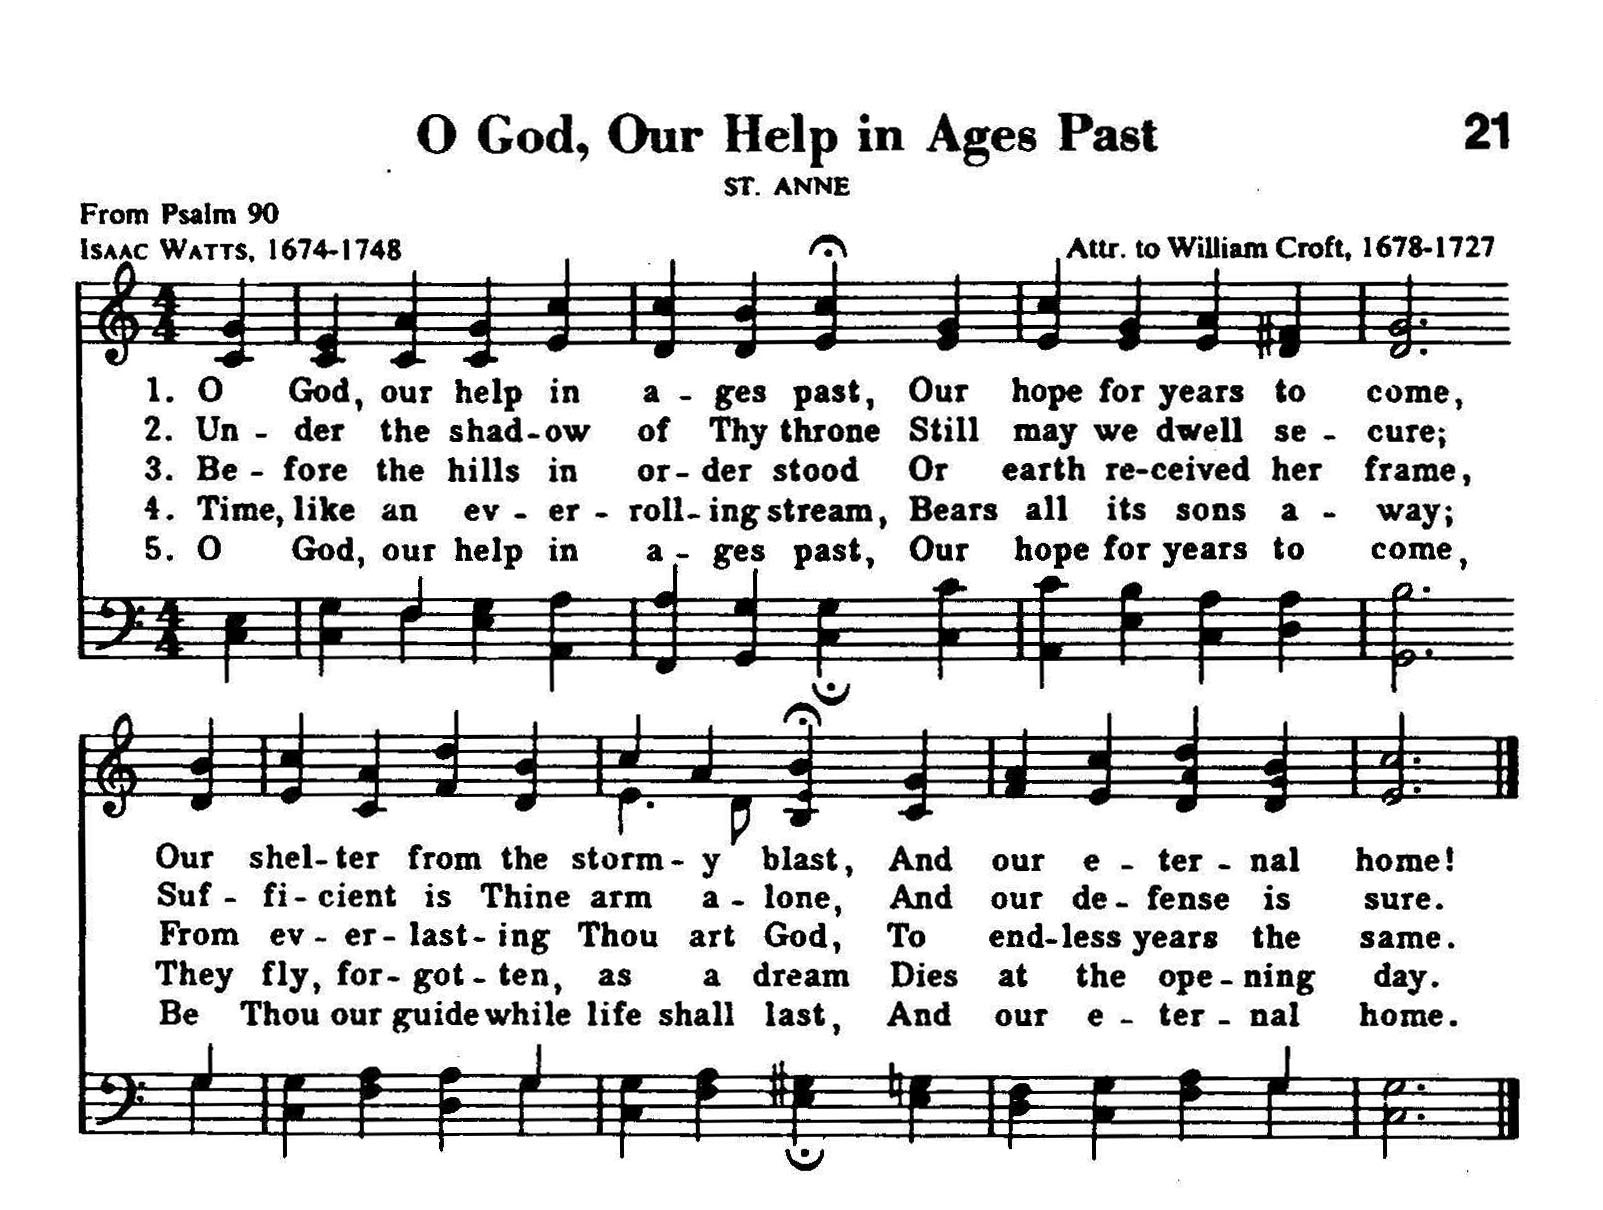 O God, Our Help in Ages Past 21
ST. ANNE
From Psalm 90
ISAAC WATTS, 1674-1748 Attr. to William Croft, 1678-1727
4
4
1. O God, our help in a - ges past, Our hope for years to come,
2. Un - der the shad-ow of Thy throne Still may we dwell se - cure;
3. Be - fore the hills in or - der stood Or earth re-ceived her frame,
4. Time, like an ev - er - roll - ing stream, Bears all its sons a - way;
5. O God, our help in a - ges past, Our hope for years to come,
4
4
Our shel- ter from the storm - y blast, And our e - ter - nal home!
Suf - fi - cient is Thine arm a - lone, And our de - fense is sure.
From ev - er - last - ing Thou art God, To end-less years the same.
They fly, for - got - ten, as a dream Dies at the ope - ning day.
Be Thou our guide while life shall last, And our e - ter - nal home.